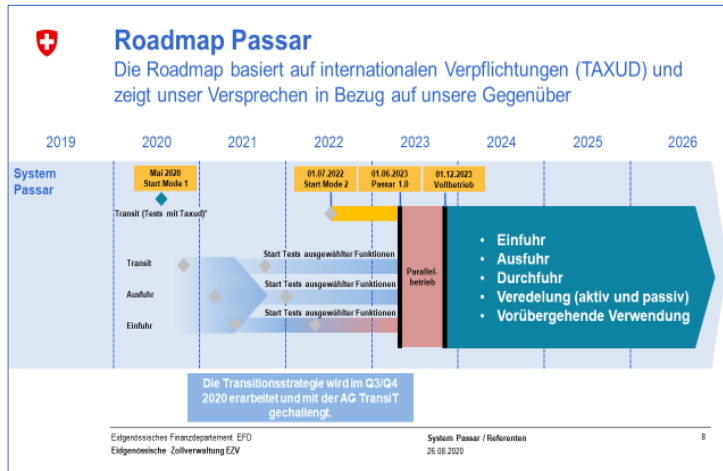 Roadmap Passar
Die Roadmap basiert auf internationalen Verpflichtungen (TAXUD) und
zeigt unser Versprechen in Bezug auf unsere Gegenüber
2019 2020 2021 2022 2023 2024 2025 2026
System
Passar
Mai 2020
Start Mode 1
01.07.2022
Start Mode 2
01.06.2023
Passar 1.0
01.12.2023
Vollbetrieb
Transit (Tests mit Taxud)*
Transit
Start Tests ausgewählter Funktionen
Ausfuhr
Start Tests ausgewählter Funktionen
Einfuhr
Start Tests ausgewählter Funktionen
Parallel-
betrieb
• Einfuhr
• Ausfuhr
• Durchfuhr
• Veredelung (aktiv und passiv)
• Vorübergehende Verwendung
Die Transitionsstrategie wird im Q3/Q4
2020 erarbeitet und mit der AG TransiT
gechallengt.
Eidgenössisches Finanzdepartement EFD
Eidgenössische Zollverwaltung EZV
System Passar / Referenten
26.08.2020
8